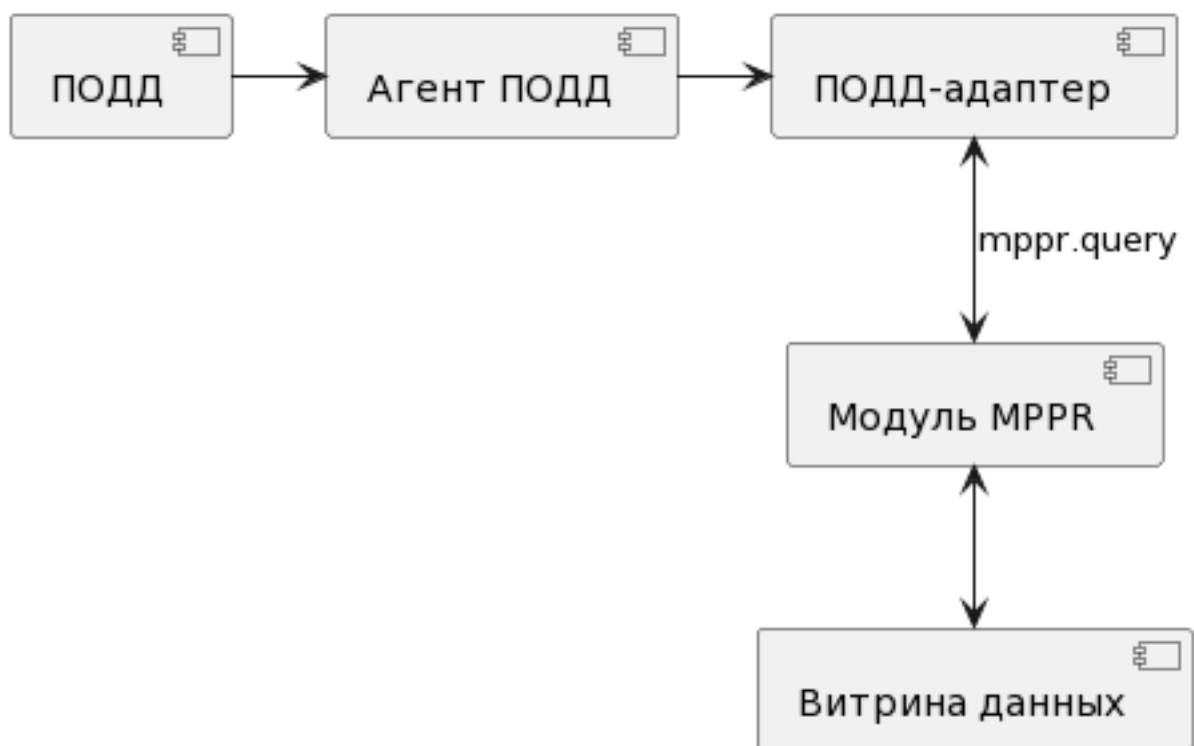 ПОДД
Агент ПОДД
ПОДД-адаптер
mppr.query
Модуль MPPR
Витрина данных